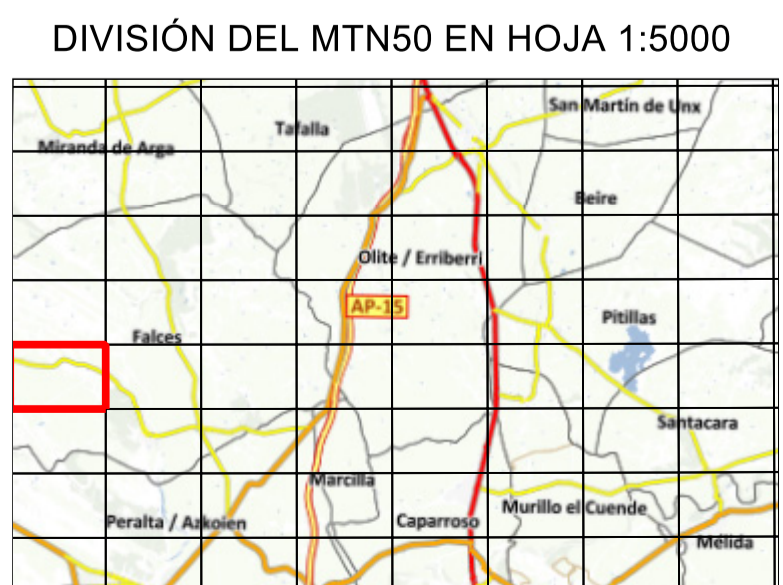 DIVISIÓN DEL MTN50 EN HOJA 1:5000
San Martín de Unx
Tafalla
Miranda de Arga
Beire
Olite / Erriberri
AP-15
Pitillas
Falces
Santacara
Marcilla
Murillo el Cuende
Peralta / Azkoien
Caparroso
Mélida